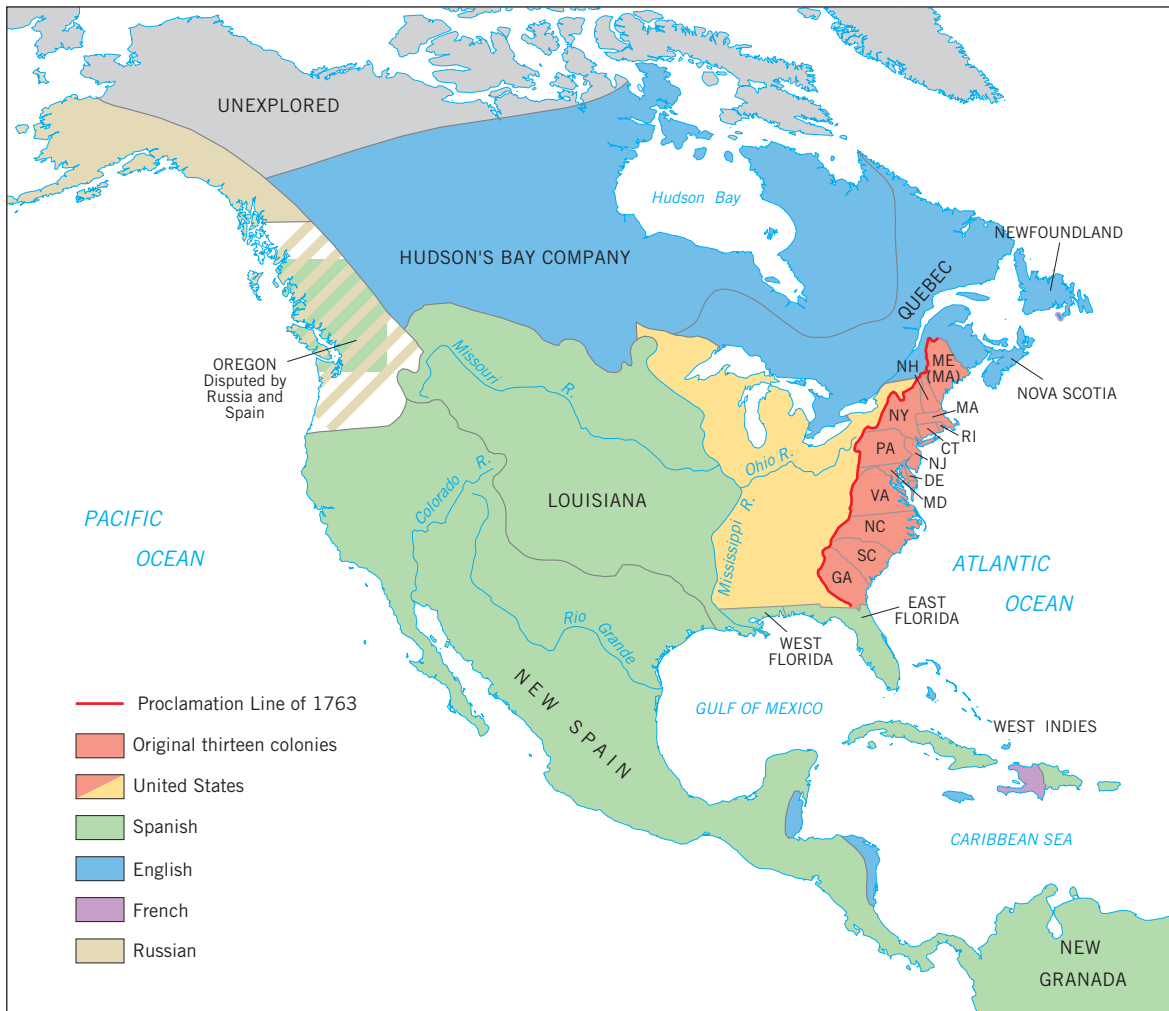 UNEXPLORED
Hudson Bay
NEWFOUNDLAND
HUDSON'S BAY COMPANY
QUEBEC
OREGON
Disputed by
Russia and
Spain
Missouri
R.
NH
ME
(MA)
NOVA SCOTIA
NY
MA
RI
CT
PA
NJ
Ohio R.
DE
MD
VA
Colorado
R.
LOUISIANA
Mississippi
R.
NC
SC
GA
PACIFIC
OCEAN
ATLANTIC
OCEAN
EAST
FLORIDA
WEST
FLORIDA
Rio
Grande
NEW SPAIN
GULF OF MEXICO
WEST INDIES
CARIBBEAN SEA
NEW
GRANADA
Proclamation Line of 1763
Original thirteen colonies
United States
Spanish
English
French
Russian